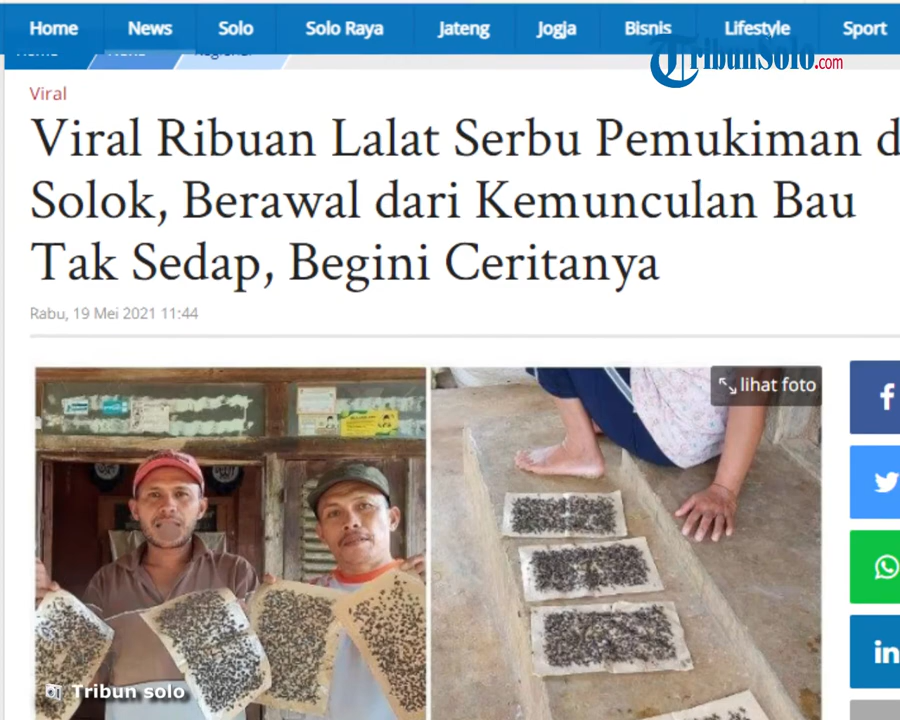 Home News Solo Solo Raya Jateng Jogja Bisnis Lifestyle Sport
TribunSolo.com
Viral
Viral Ribuan Lalat Serbu Pemukiman d
Solok, Berawal dari Kemunculan Bau
Tak Sedap, Begini Ceritanya
Rabu, 19 Mei 2021 11:44
lihat foto
Tribun solo
f
in